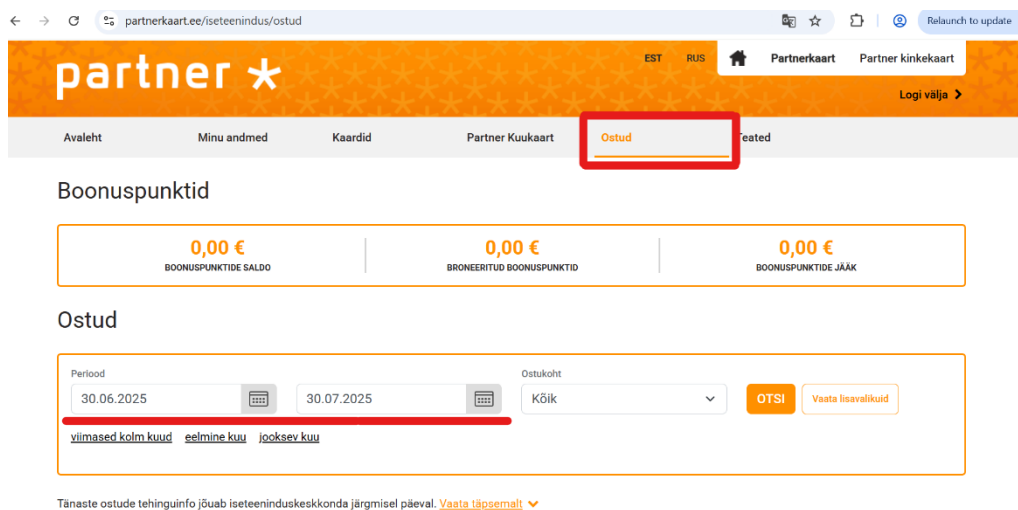 partnerkaart.ee/iseteenindus/ostud
Relaunch to update
partner
EST RUS Partnerkaart Partner kinkekaart
Logi välja
Avaleht Minu andmed Kaardid Partner Kuukaart Ostud Teated
Boonuspunktid
0,00 € 0,00 € 0,00 €
BOONUSPUNKTIDE SALDO BRONEERITUD BOONUSPUNKTID BOONUSPUNKTIDE JÄÄK
Ostud
Periood Ostukoht
30.06.2025 30.07.2025 Kõik OTSI Vaata lisavalikuid
viimased kolm kuud eelmine kuu jooksev kuu
Tänaste ostude tehinguinfo jõuab iseteeninduskeskkonda järgmisel päeval. Vaata täpsemalt